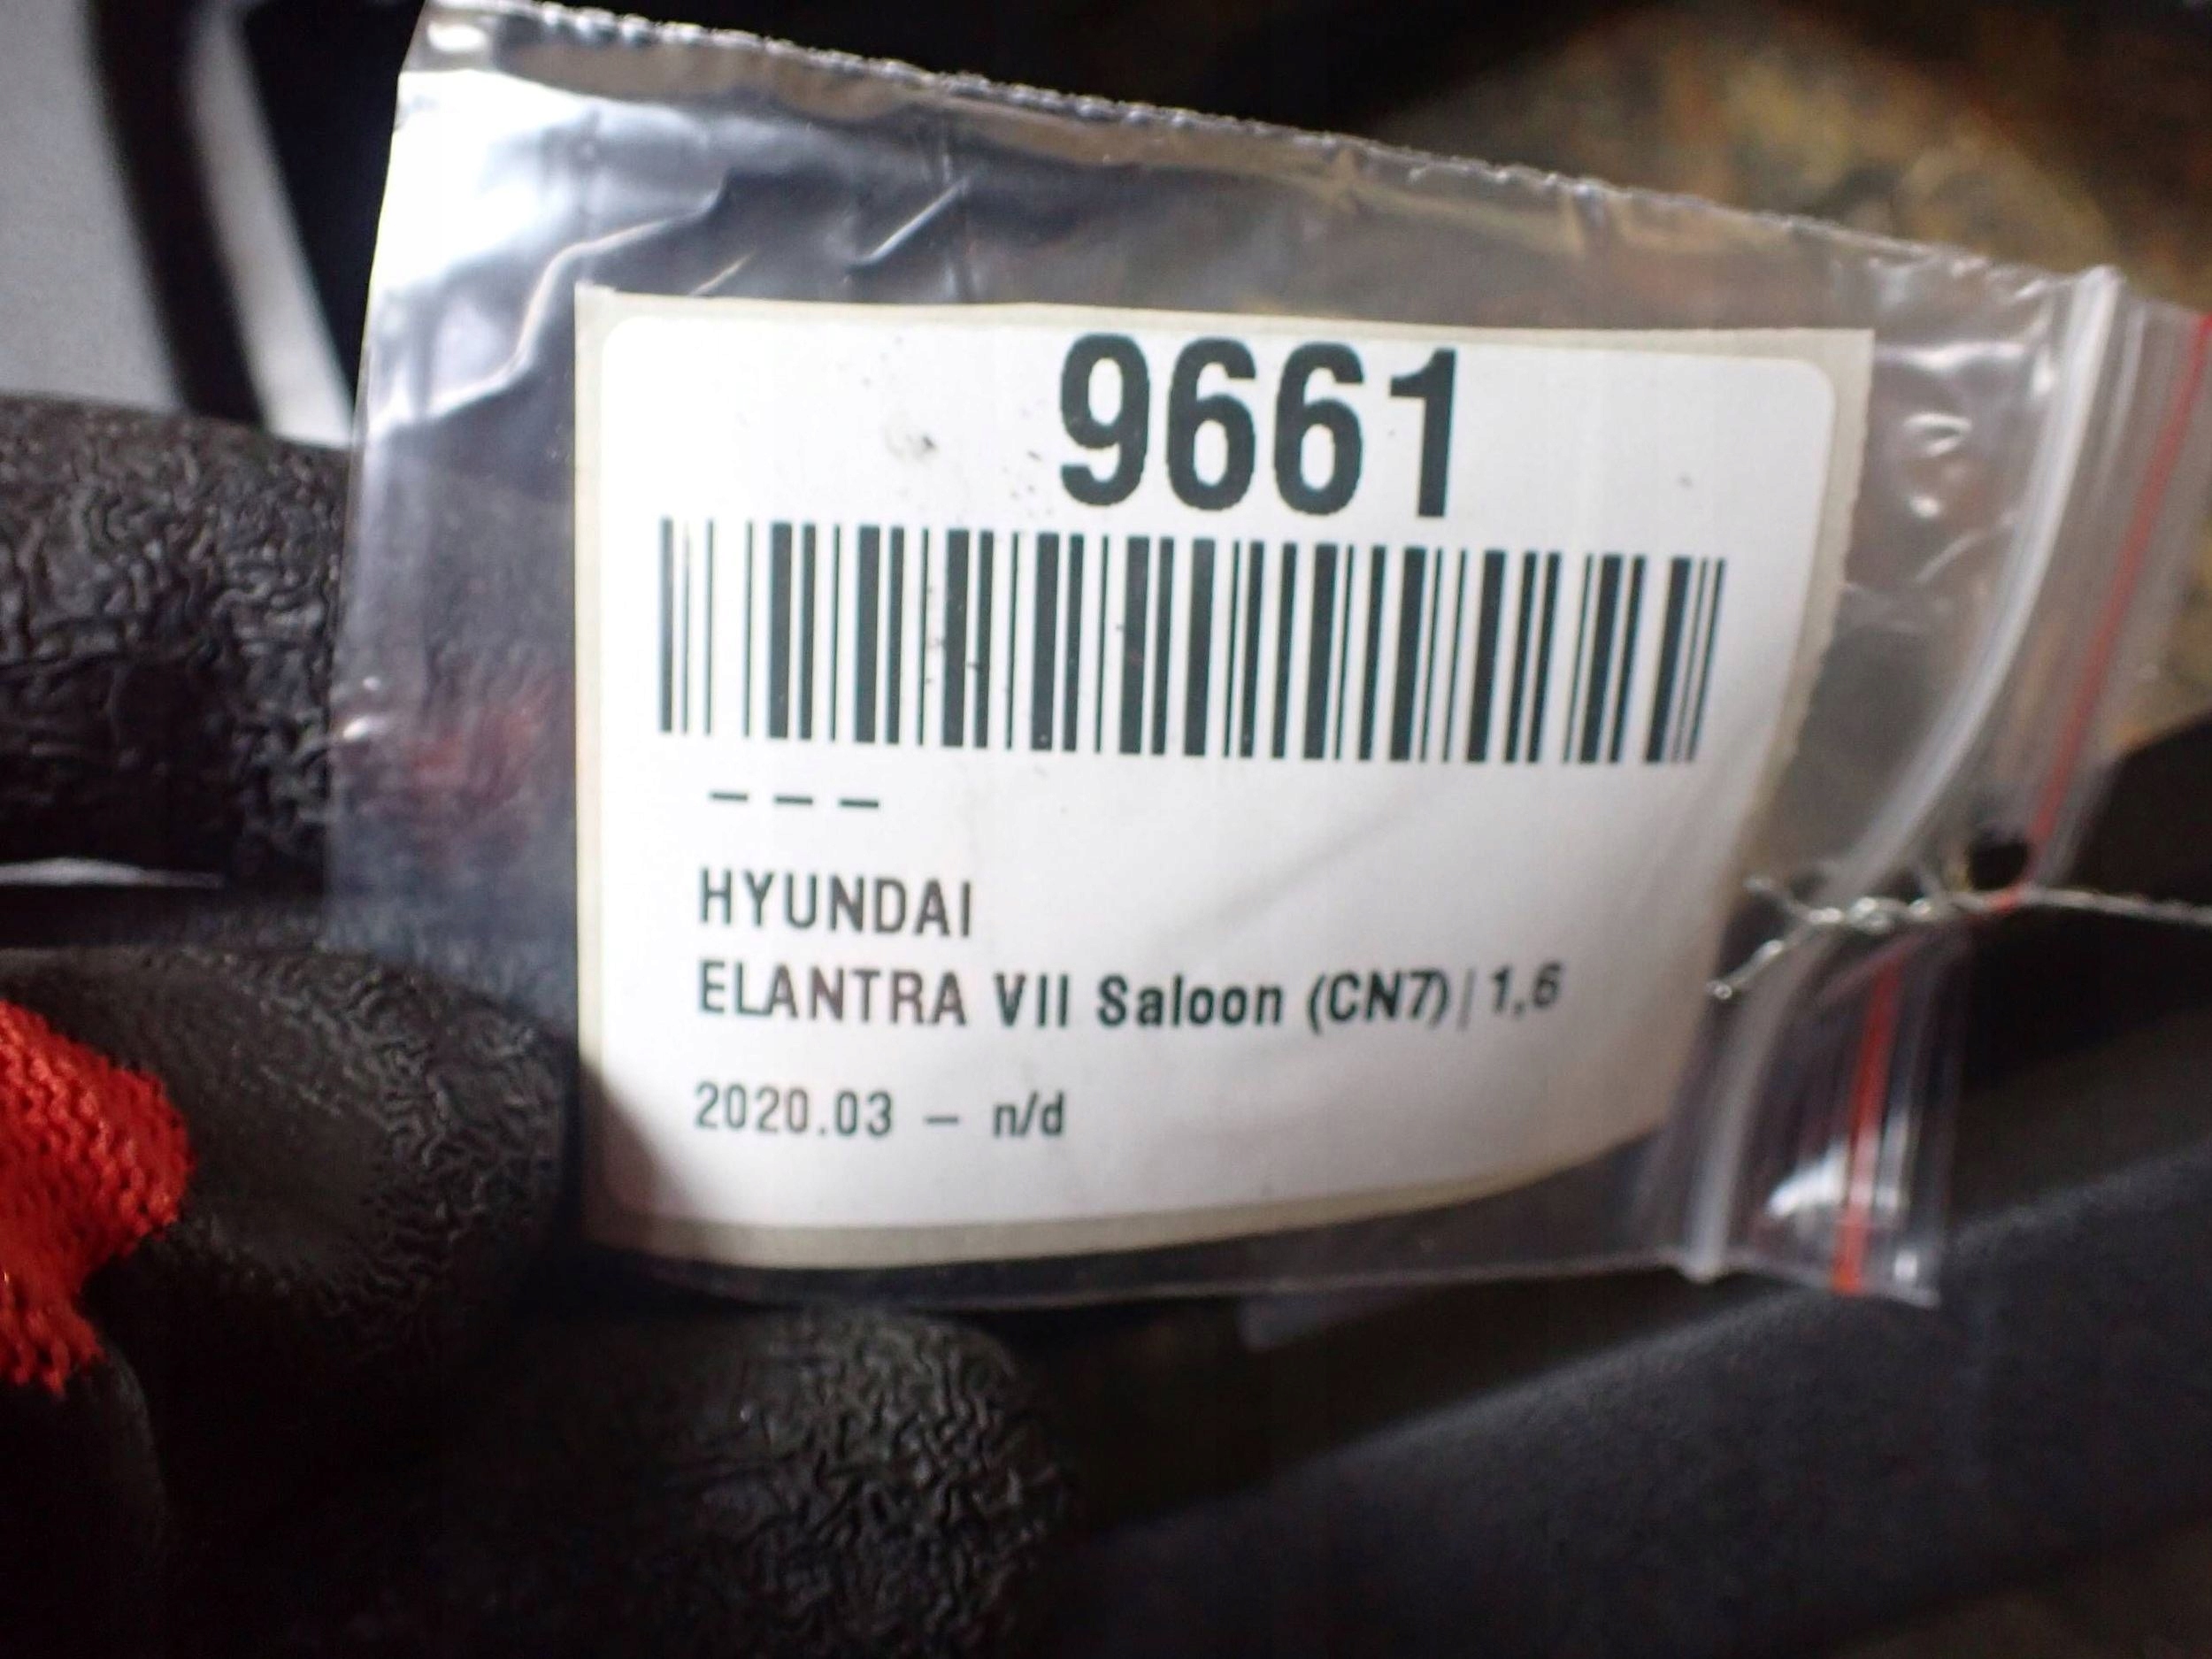 9661
– – –
HYUNDAI
ELANTRA VII Saloon (CN7) | 1,6
2020.03 – n/d